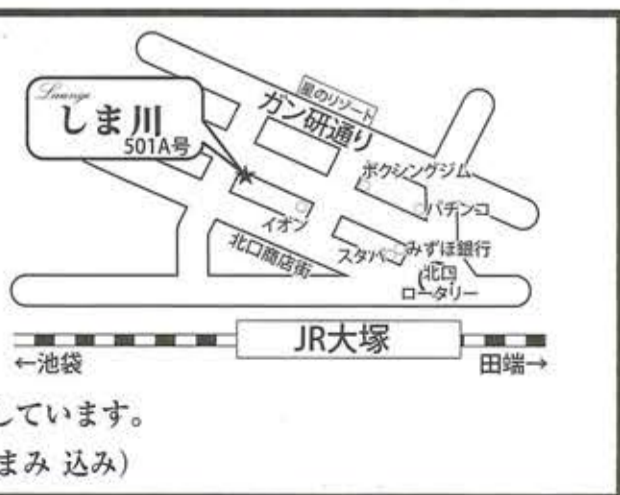 Launge
しま川
501A号
星のリゾート
ガン研通り
ボクシングジム
パチンコ
イオン
スタバ
みずほ銀行
北口商店街
北口
ロータリー
JR大塚
←池袋
田端→
しています。
まみ 込み)